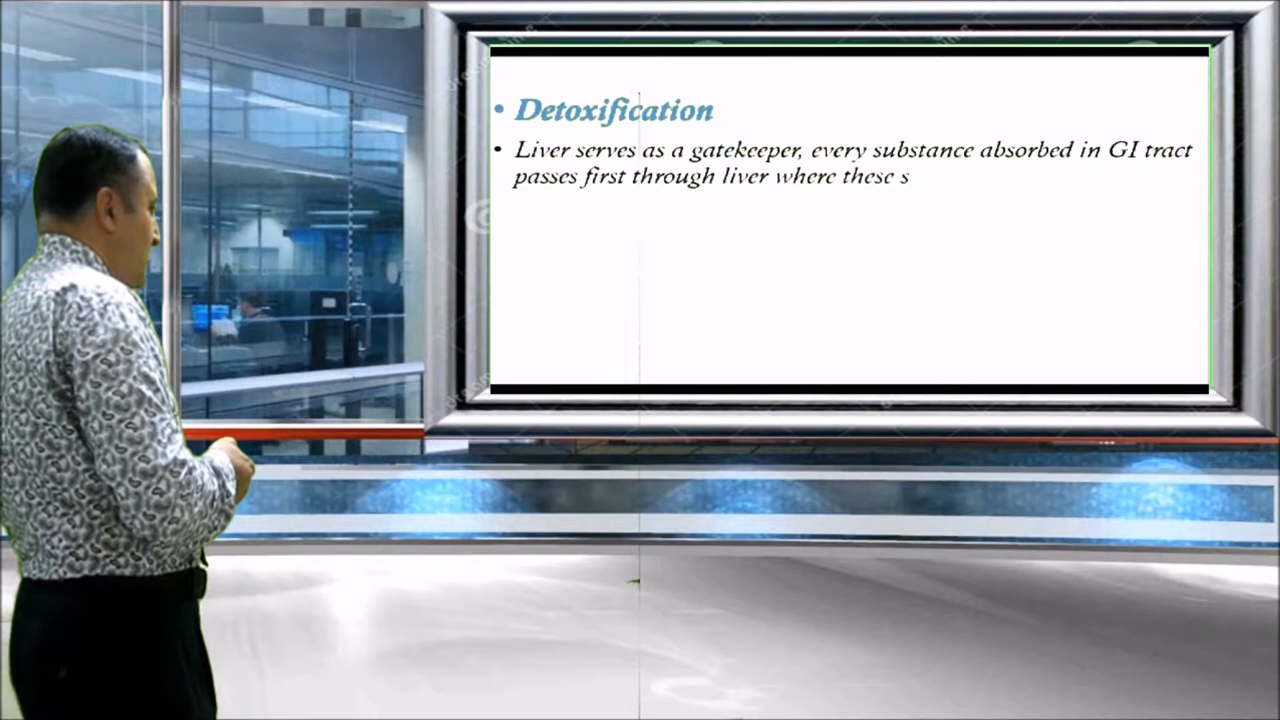 • Detoxification
• Liver serves as a gatekeeper, every substance absorbed in GI tract
passes first through liver where these s